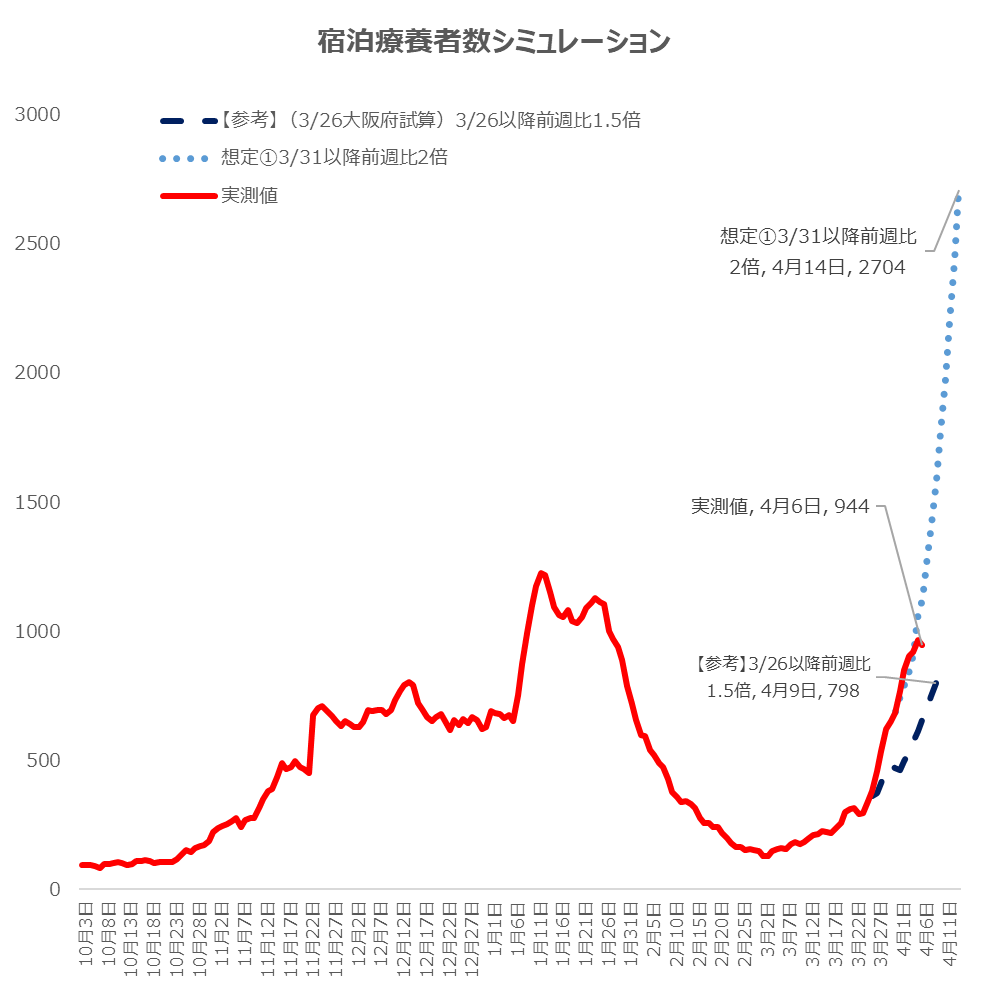 宿泊療養者数シミュレーション
3000
2500
2000
1500
1000
500
0
【参考】（3/26大阪府試算）3/26以降前週比1.5倍
想定①3/31以降前週比2倍
実測値
想定①3/31以降前週比
2倍, 4月14日, 2704
実測値, 4月6日, 944
【参考】3/26以降前週比
1.5倍, 4月9日, 798
10月3日
10月8日
10月13日
10月18日
10月23日
10月28日
11月2日
11月7日
11月12日
11月17日
11月22日
11月27日
12月2日
12月7日
12月12日
12月17日
12月22日
12月27日
1月1日
1月6日
1月11日
1月16日
1月21日
1月26日
1月31日
2月5日
2月10日
2月15日
2月20日
2月25日
3月2日
3月7日
3月12日
3月17日
3月22日
3月27日
4月1日
4月6日
4月11日